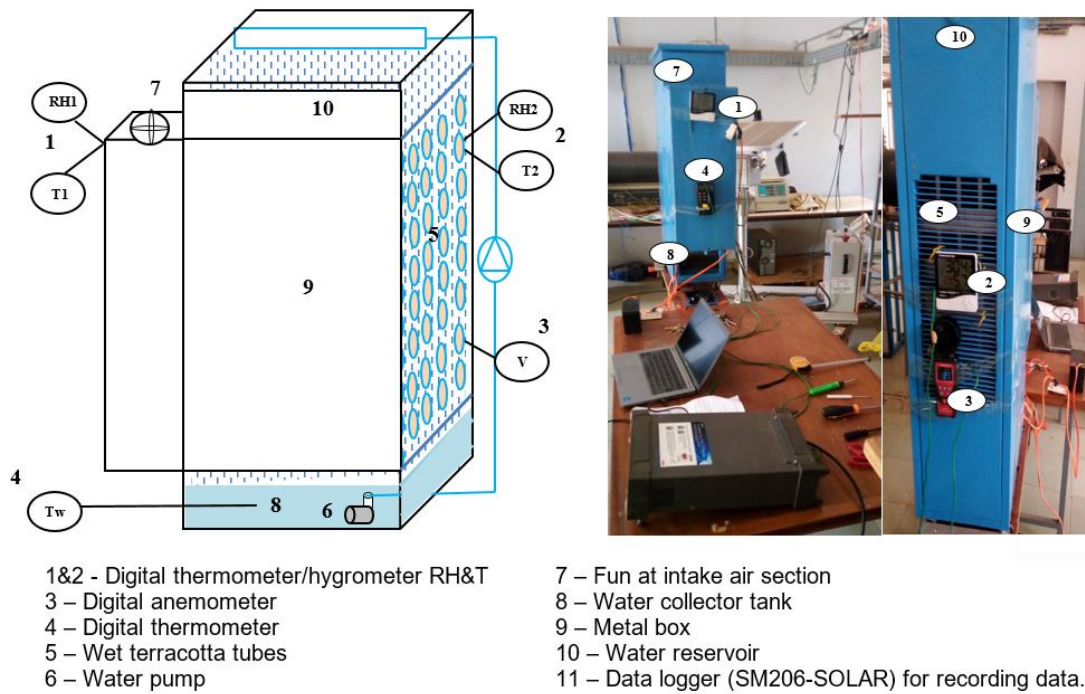 7
10
RH1
RH2
1
2
T1
T2
5
9
3
V
4
Tw
8
6
7
1
4
8
10
5
9
2
3
1&2 - Digital thermometer/hygrometer RH&T
3 – Digital anemometer
4 – Digital thermometer
5 – Wet terracotta tubes
6 – Water pump
7 – Fun at intake air section
8 – Water collector tank
9 – Metal box
10 – Water reservoir
11 – Data logger (SM206-SOLAR) for recording data.